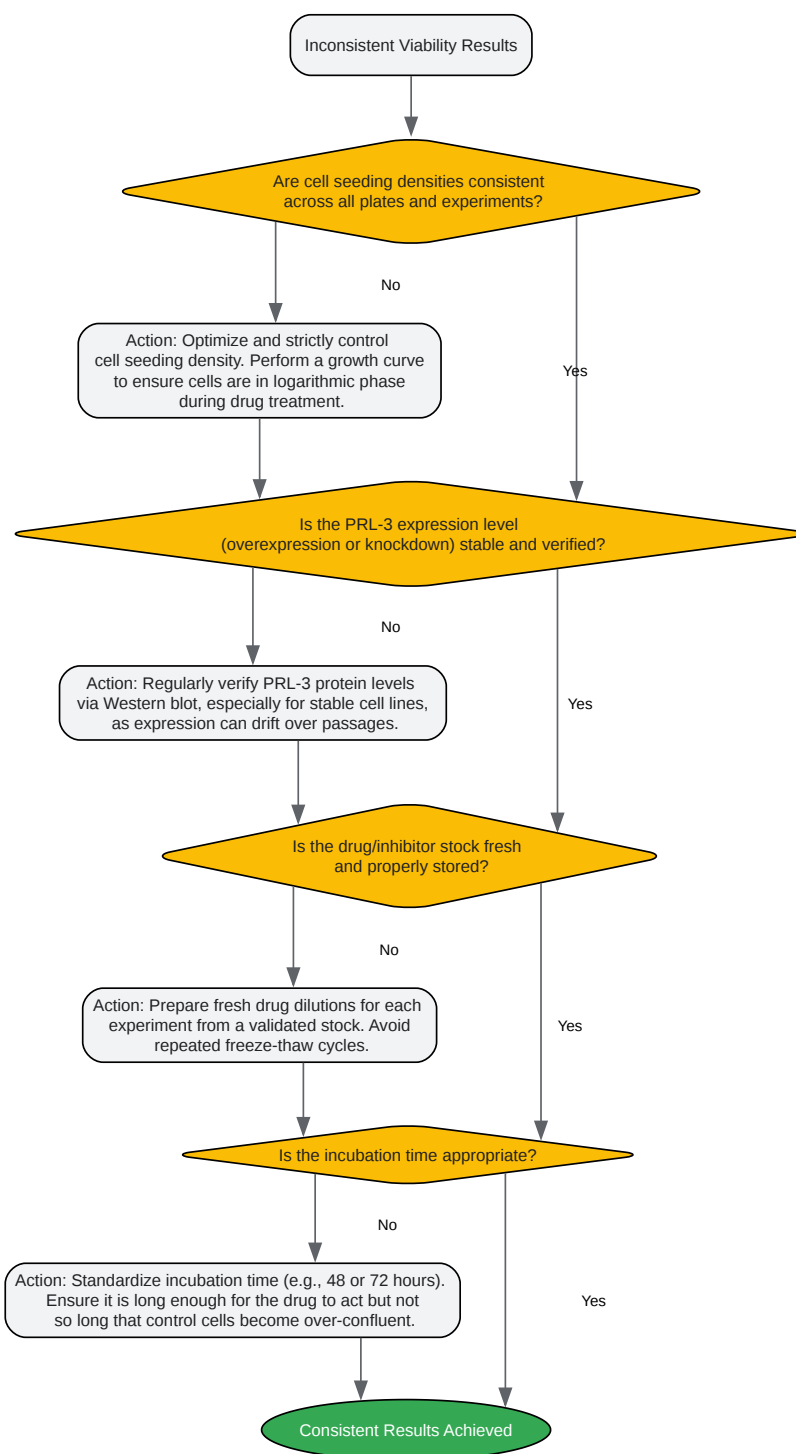 Inconsistent Viability Results
Are cell seeding densities consistent
across all plates and experiments?
No
Action: Optimize and strictly control
cell seeding density. Perform a growth curve
to ensure cells are in logarithmic phase
during drug treatment.
Yes
Is the PRL-3 expression level
(overexpression or knockdown) stable and verified?
No
Action: Regularly verify PRL-3 protein levels
via Western blot, especially for stable cell lines,
as expression can drift over passages.
Yes
Is the drug/inhibitor stock fresh
and properly stored?
No
Action: Prepare fresh drug dilutions for each
experiment from a validated stock. Avoid
repeated freeze-thaw cycles.
Yes
Is the incubation time appropriate?
No
Action: Standardize incubation time (e.g., 48 or 72 hours).
Ensure it is long enough for the drug to act but not
so long that control cells become over-confluent.
Yes
Consistent Results Achieved